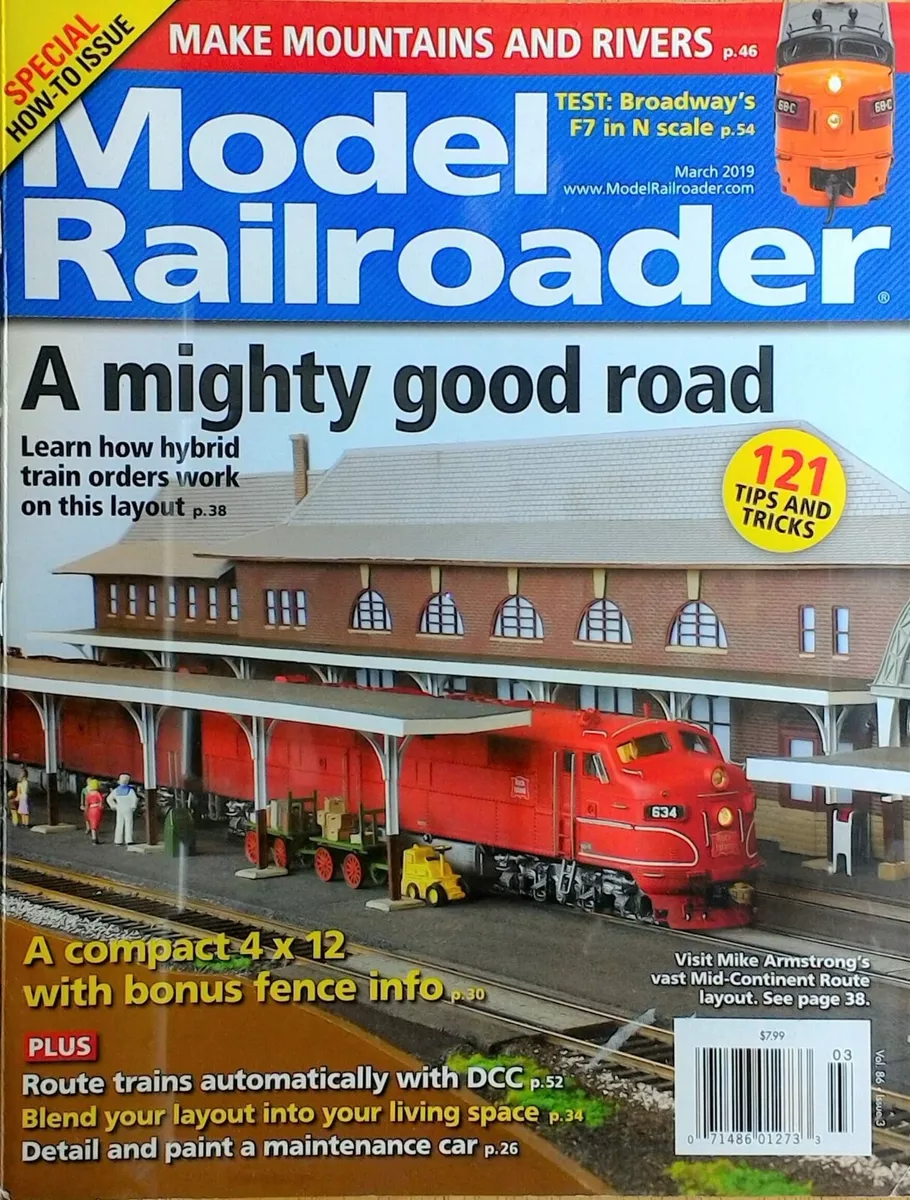 SPECIAL
HOW-TO ISSUE
MAKE MOUNTAINS AND RIVERS p.46
Model
Railroader®
TEST: Broadway's
F7 in N scale p.54
March 2019
www.ModelRailroader.com
68-C
68-C
A mighty good road
Learn how hybrid
train orders work
on this layout p.38
121
TIPS AND
TRICKS
634
A compact 4 x 12
with bonus fence info p.30
Visit Mike Armstrong's
vast Mid-Continent Route
layout. See page 38.
PLUS
Route trains automatically with DCC p.52
Blend your layout into your living space p.34
Detail and paint a maintenance car p.26
$7.99
03
0 71486 01273 3
Vol. 86 • Issue 3